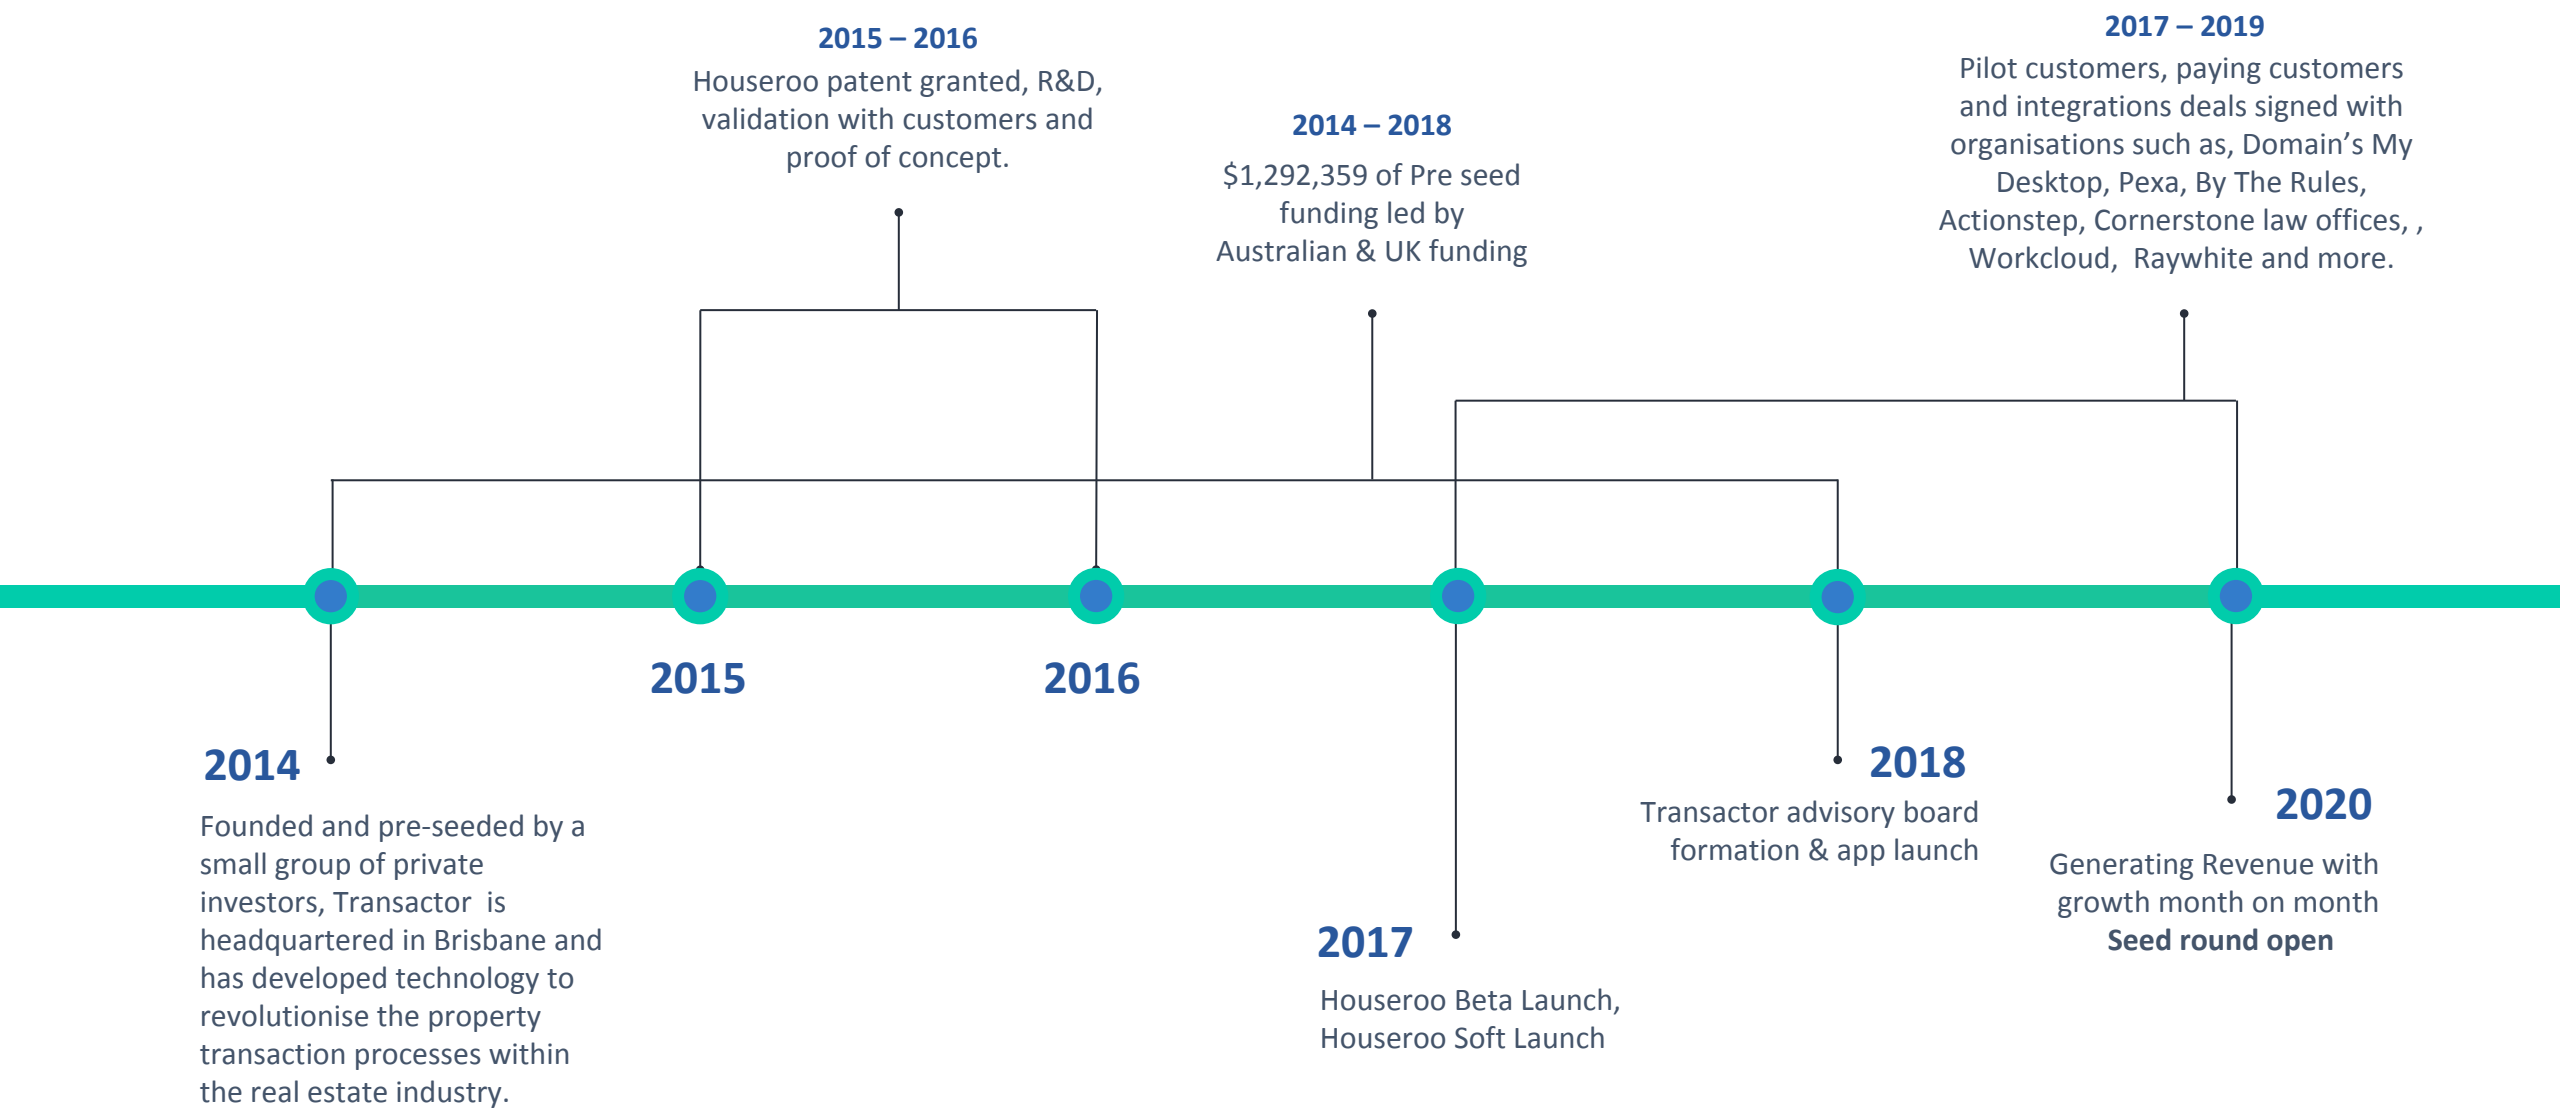 2015 – 2016
Houseroo patent granted, R&D,
validation with customers and
proof of concept.
2014 – 2018
$1,292,359 of Pre seed
funding led by
Australian & UK funding
2017 – 2019
Pilot customers, paying customers
and integrations deals signed with
organisations such as, Domain’s My
Desktop, Pexa, By The Rules,
Actionstep, Cornerstone law offices, ,
Workcloud,  Raywhite and more.
2014
Founded and pre-seeded by a
small group of private
investors, Transactor  is
headquartered in Brisbane and
has developed technology to
revolutionise the property
transaction processes within
the real estate industry.
2015
2016
2017
Houseroo Beta Launch,
Houseroo Soft Launch
2018
Transactor advisory board
formation & app launch
2020
Generating Revenue with
growth month on month
Seed round open